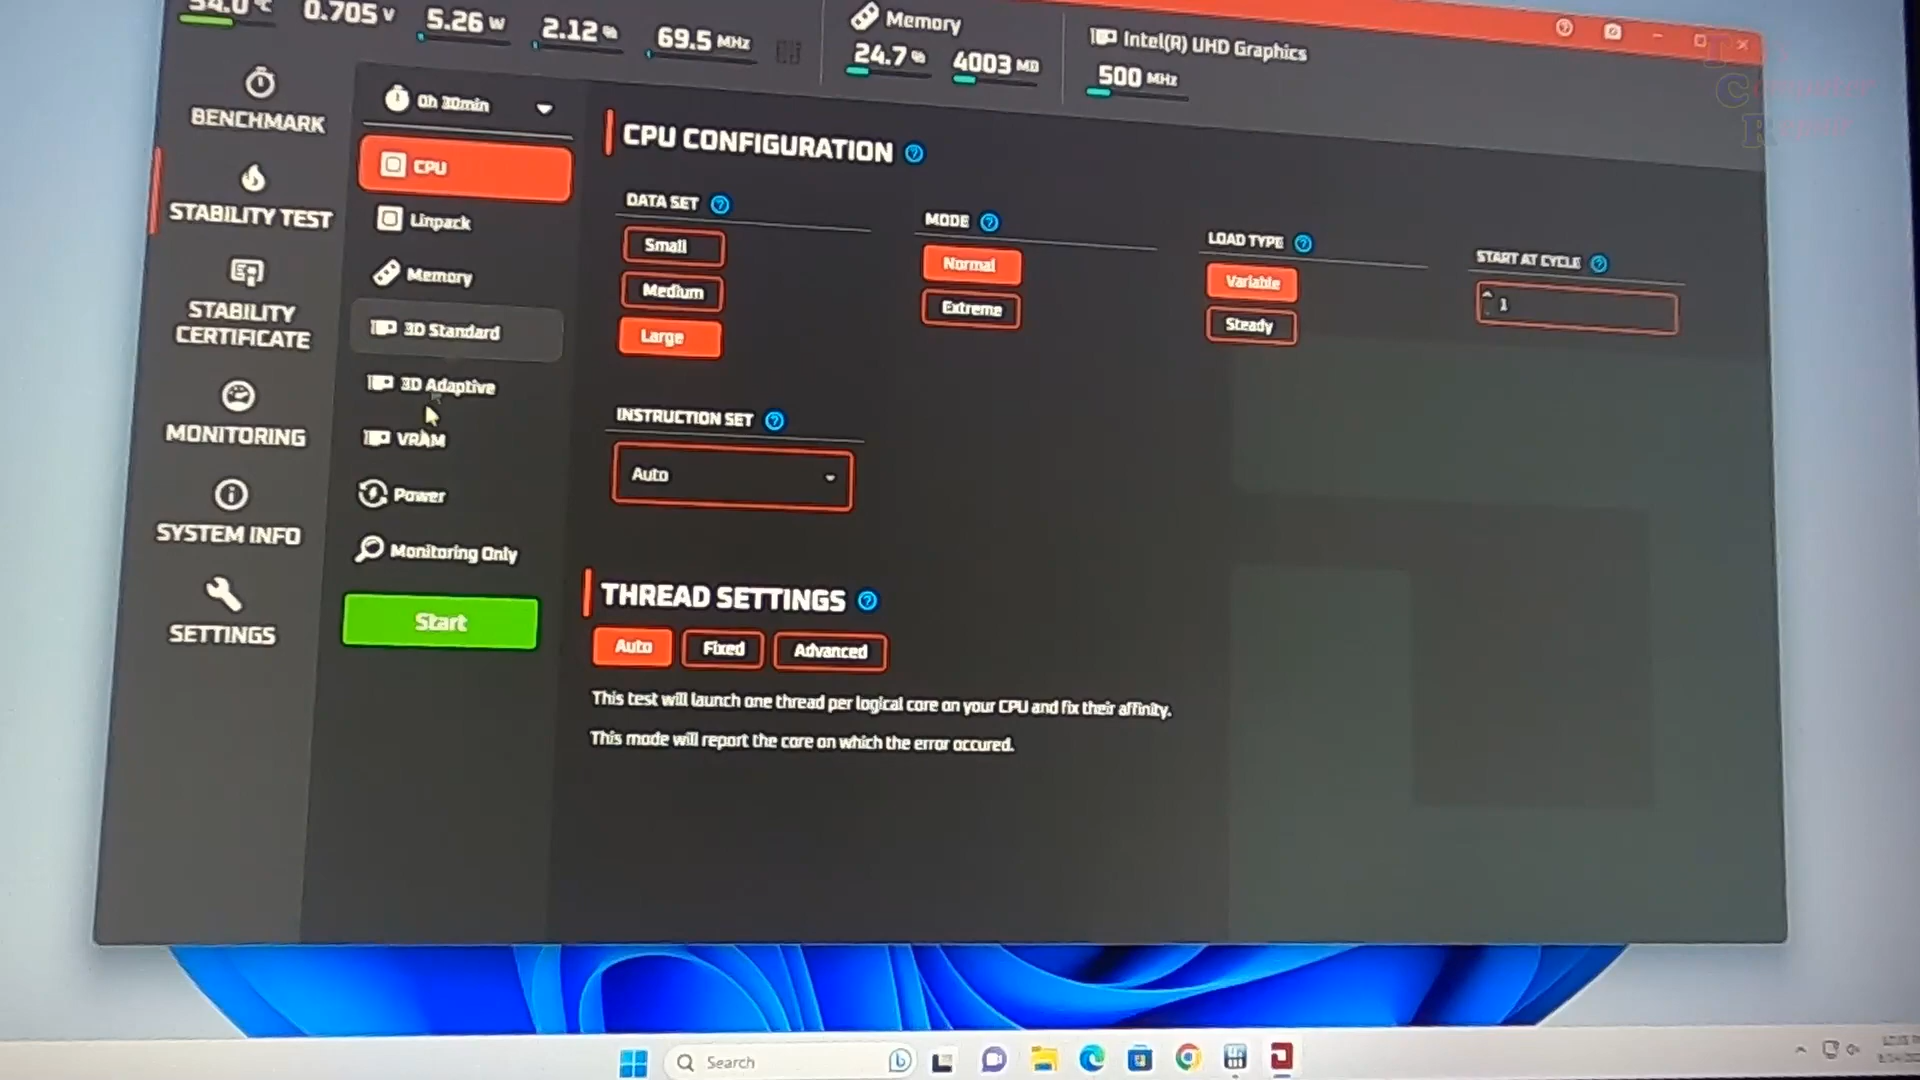 54.0 °C 0.705 V 5.26 W 2.12 % 69.5 MHz
Memory
24.7 % 4003 MB
Intel(R) UHD Graphics
500 MHz
Computer
Repair
BENCHMARK
STABILITY TEST
STABILITY
CERTIFICATE
MONITORING
SYSTEM INFO
SETTINGS
0h 30min
CPU
Linpack
Memory
3D Standard
3D Adaptive
VRAM
Power
Monitoring Only
Start
CPU CONFIGURATION
DATA SET
Small
Medium
Large
MODE
Normal
Extreme
LOAD TYPE
Variable
Steady
START AT CYCLE
1
INSTRUCTION SET
Auto
THREAD SETTINGS
Auto Fixed Advanced
This test will launch one thread per logical core on your CPU and fix their affinity.
This mode will report the core on which the error occured.
Search